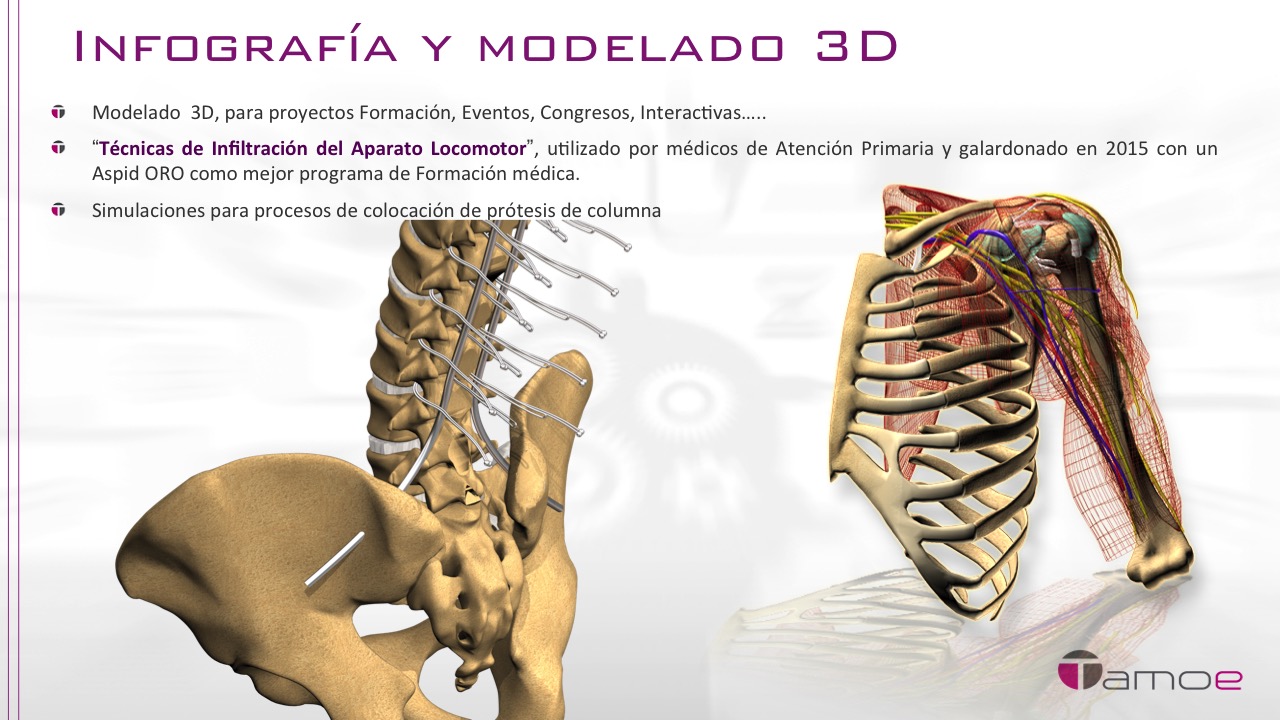 Infografía y modelado 3D
Modelado 3D, para proyectos Formación, Eventos, Congresos, Interactivas…..
“Técnicas de Infiltración del Aparato Locomotor”, utilizado por médicos de Atención Primaria y galardonado en 2015 con un
Aspid ORO como mejor programa de Formación médica.
Simulaciones para procesos de colocación de prótesis de columna
Tamoe